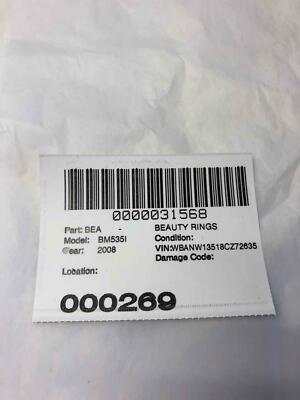 0000031568
Part: BEA - BEAUTY RINGS
Model: BM535I Condition:
Year: 2008 VIN:WBANW13518CZ72635
Damage Code:
Location:
000269